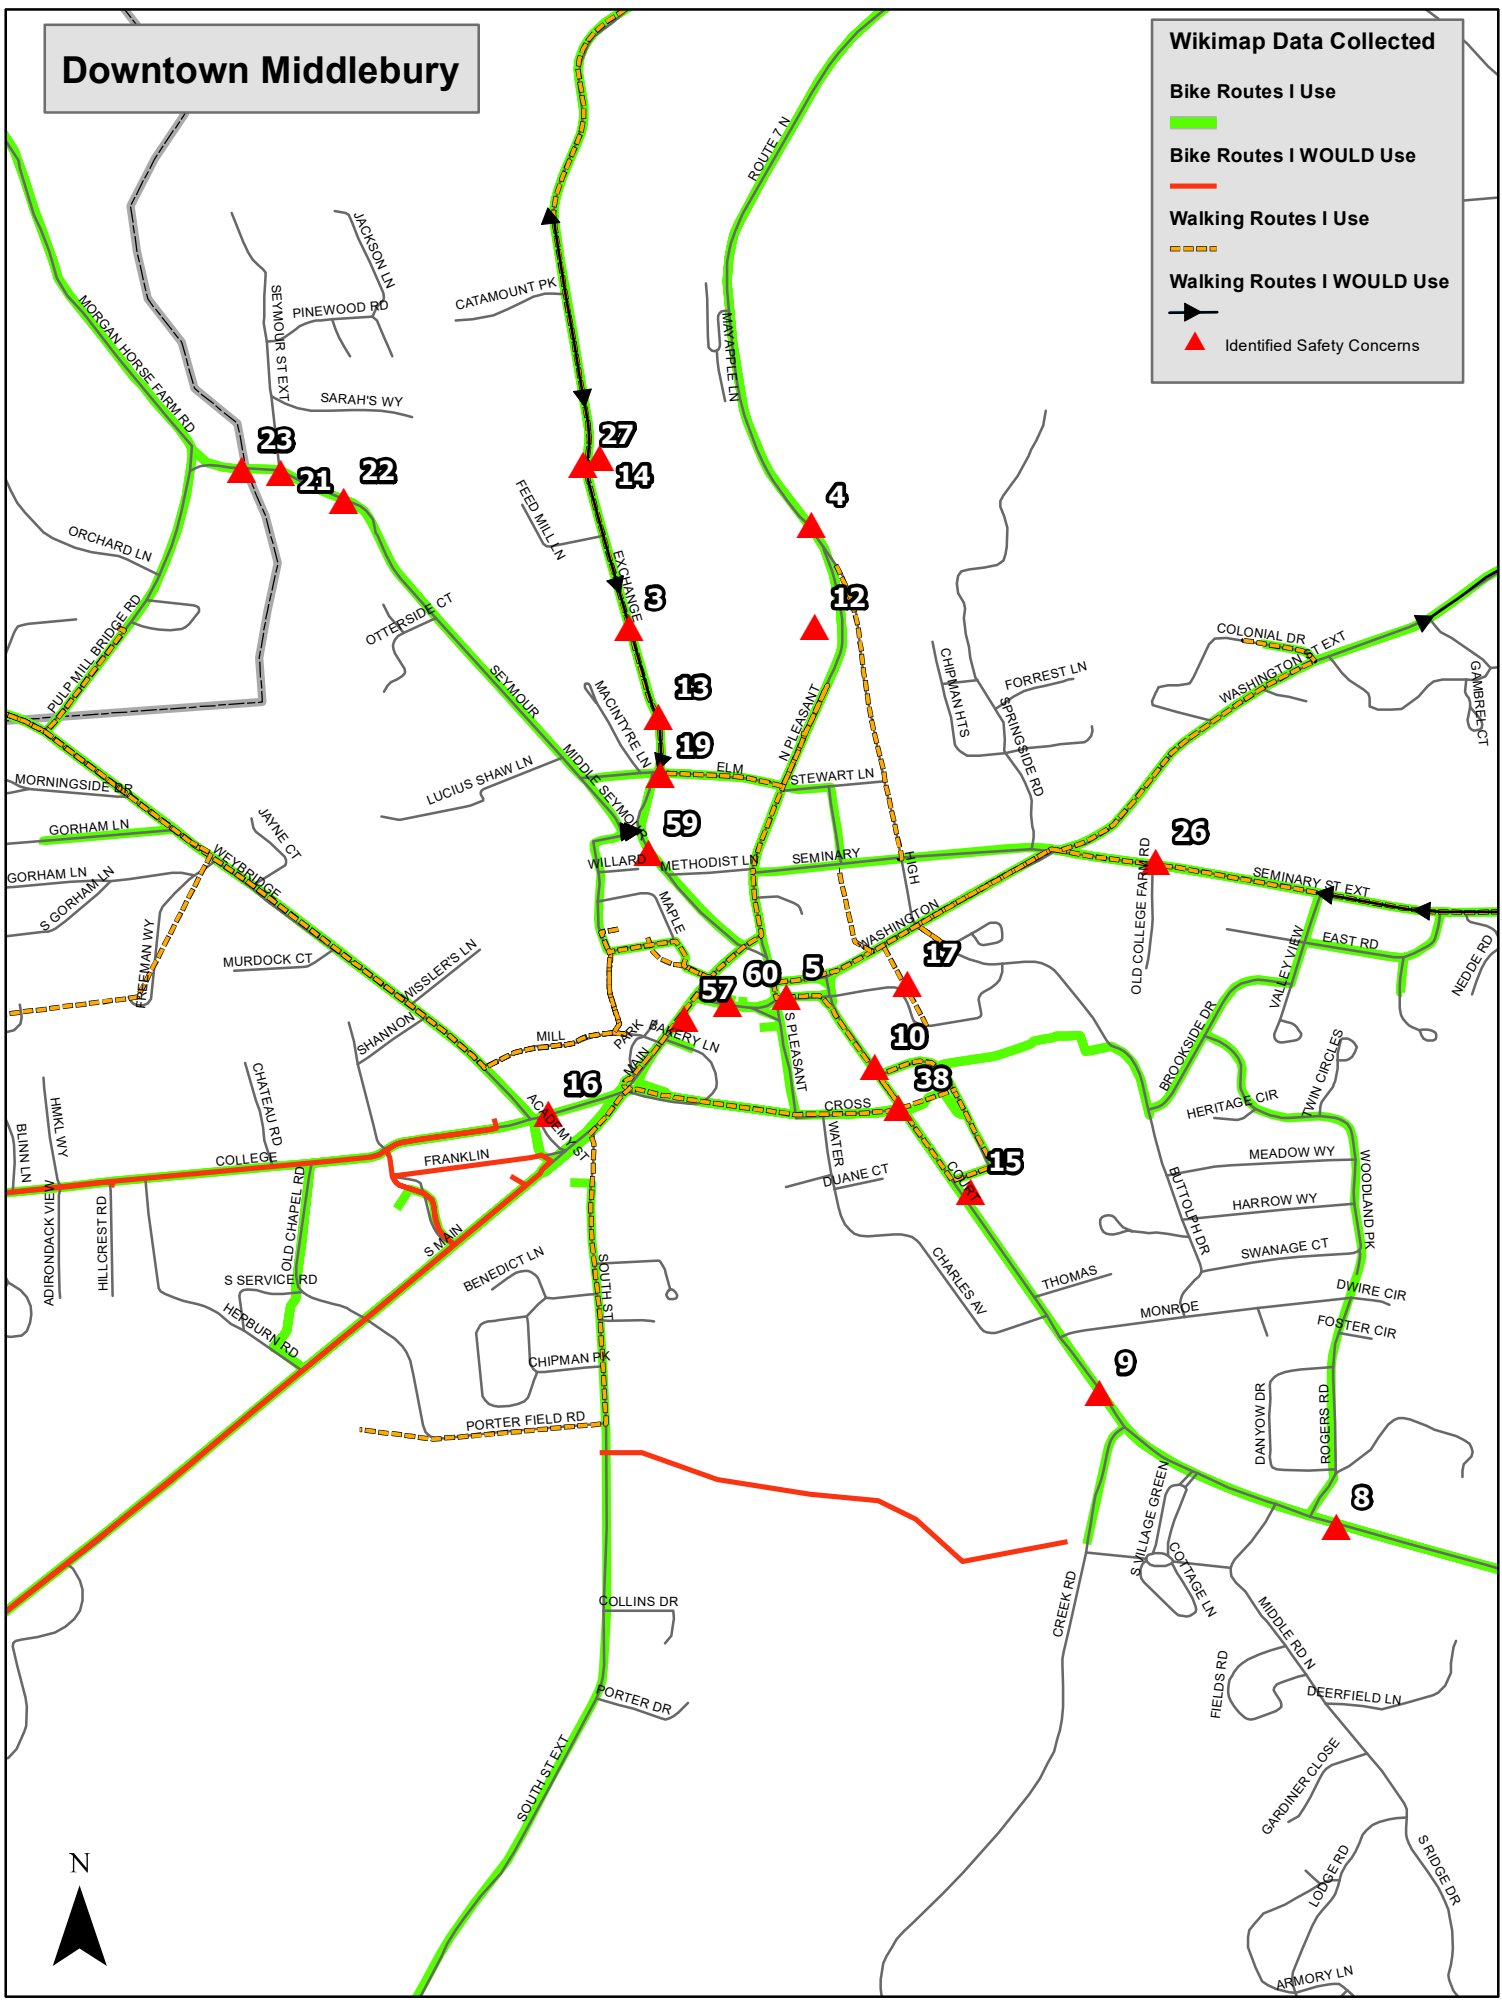 Downtown Middlebury
Wikimap Data Collected
Bike Routes I Use
Bike Routes I WOULD Use
Walking Routes I Use
Walking Routes I WOULD Use
Identified Safety Concerns
ROUTE 7 N
JACKSON LN
CATAMOUNT PK
PINEWOOD RD
SEYMOUR ST EXT
MORGAN HORSE FARM RD
MAYAPPLE LN
SARAH'S WY
23
21
22
27
14
4
FEED MILL LN
ORCHARD LN
EXCHANGE
3
12
OTTERSIDE CT
PULP MILL BRIDGE RD
COLONIAL DR
WASHINGTON ST EXT
CHIPMAN HTS
FORREST LN
GAMBREL CT
SEYMOUR
MACINTYRE LN
13
N PLEASANT
SPRINGSIDE RD
19
ELM
STEWART LN
MIDDLE SEYMOUR
LUCIUS SHAW LN
MORNINGSIDE DR
GORHAM LN
JAYNE CT
59
26
WEYBRIDGE
WILLARD
METHODIST LN
SEMINARY
HIGH
OLD COLLEGE FARM RD
SEMINARY ST EXT
GORHAM LN
S GORHAM LN
MAPLE
WASHINGTON
EAST RD
VALLEY VIEW
NEDDE RD
FREEMAN WY
MURDOCK CT
WISSLER'S LN
17
60
5
57
SHANNON
MILL
PARK
BAKERY LN
S PLEASANT
10
BROOKSIDE DR
TWIN CIRCLES
MAIN
38
CHATEAU RD
HMKL WY
BLINN LN
16
ACADEMY ST
CROSS
HERITAGE CIR
WATER
COLLEGE
FRANKLIN
15
DUANE CT
COURT
MEADOW WY
WOODLAND PK
BUTTOLPH DR
HARROW WY
ADIRONDACK VIEW
HILLCREST RD
OLD CHAPEL RD
S MAIN
SWANAGE CT
S SERVICE RD
BENEDICT LN
SOUTH ST
CHARLES AV
THOMAS
DWIRE CIR
MONROE
FOSTER CIR
HEPBURN RD
CHIPMAN PK
9
PORTER FIELD RD
DANYOW DR
ROGERS RD
8
S VILLAGE GREEN
COTTAGE LN
CREEK RD
COLLINS DR
MIDDLE RD N
FIELDS RD
DEERFIELD LN
PORTER DR
SOUTH ST EXT
GARDINER CLOSE
S RIDGE DR
LODGE RD
ARMORY LN
N